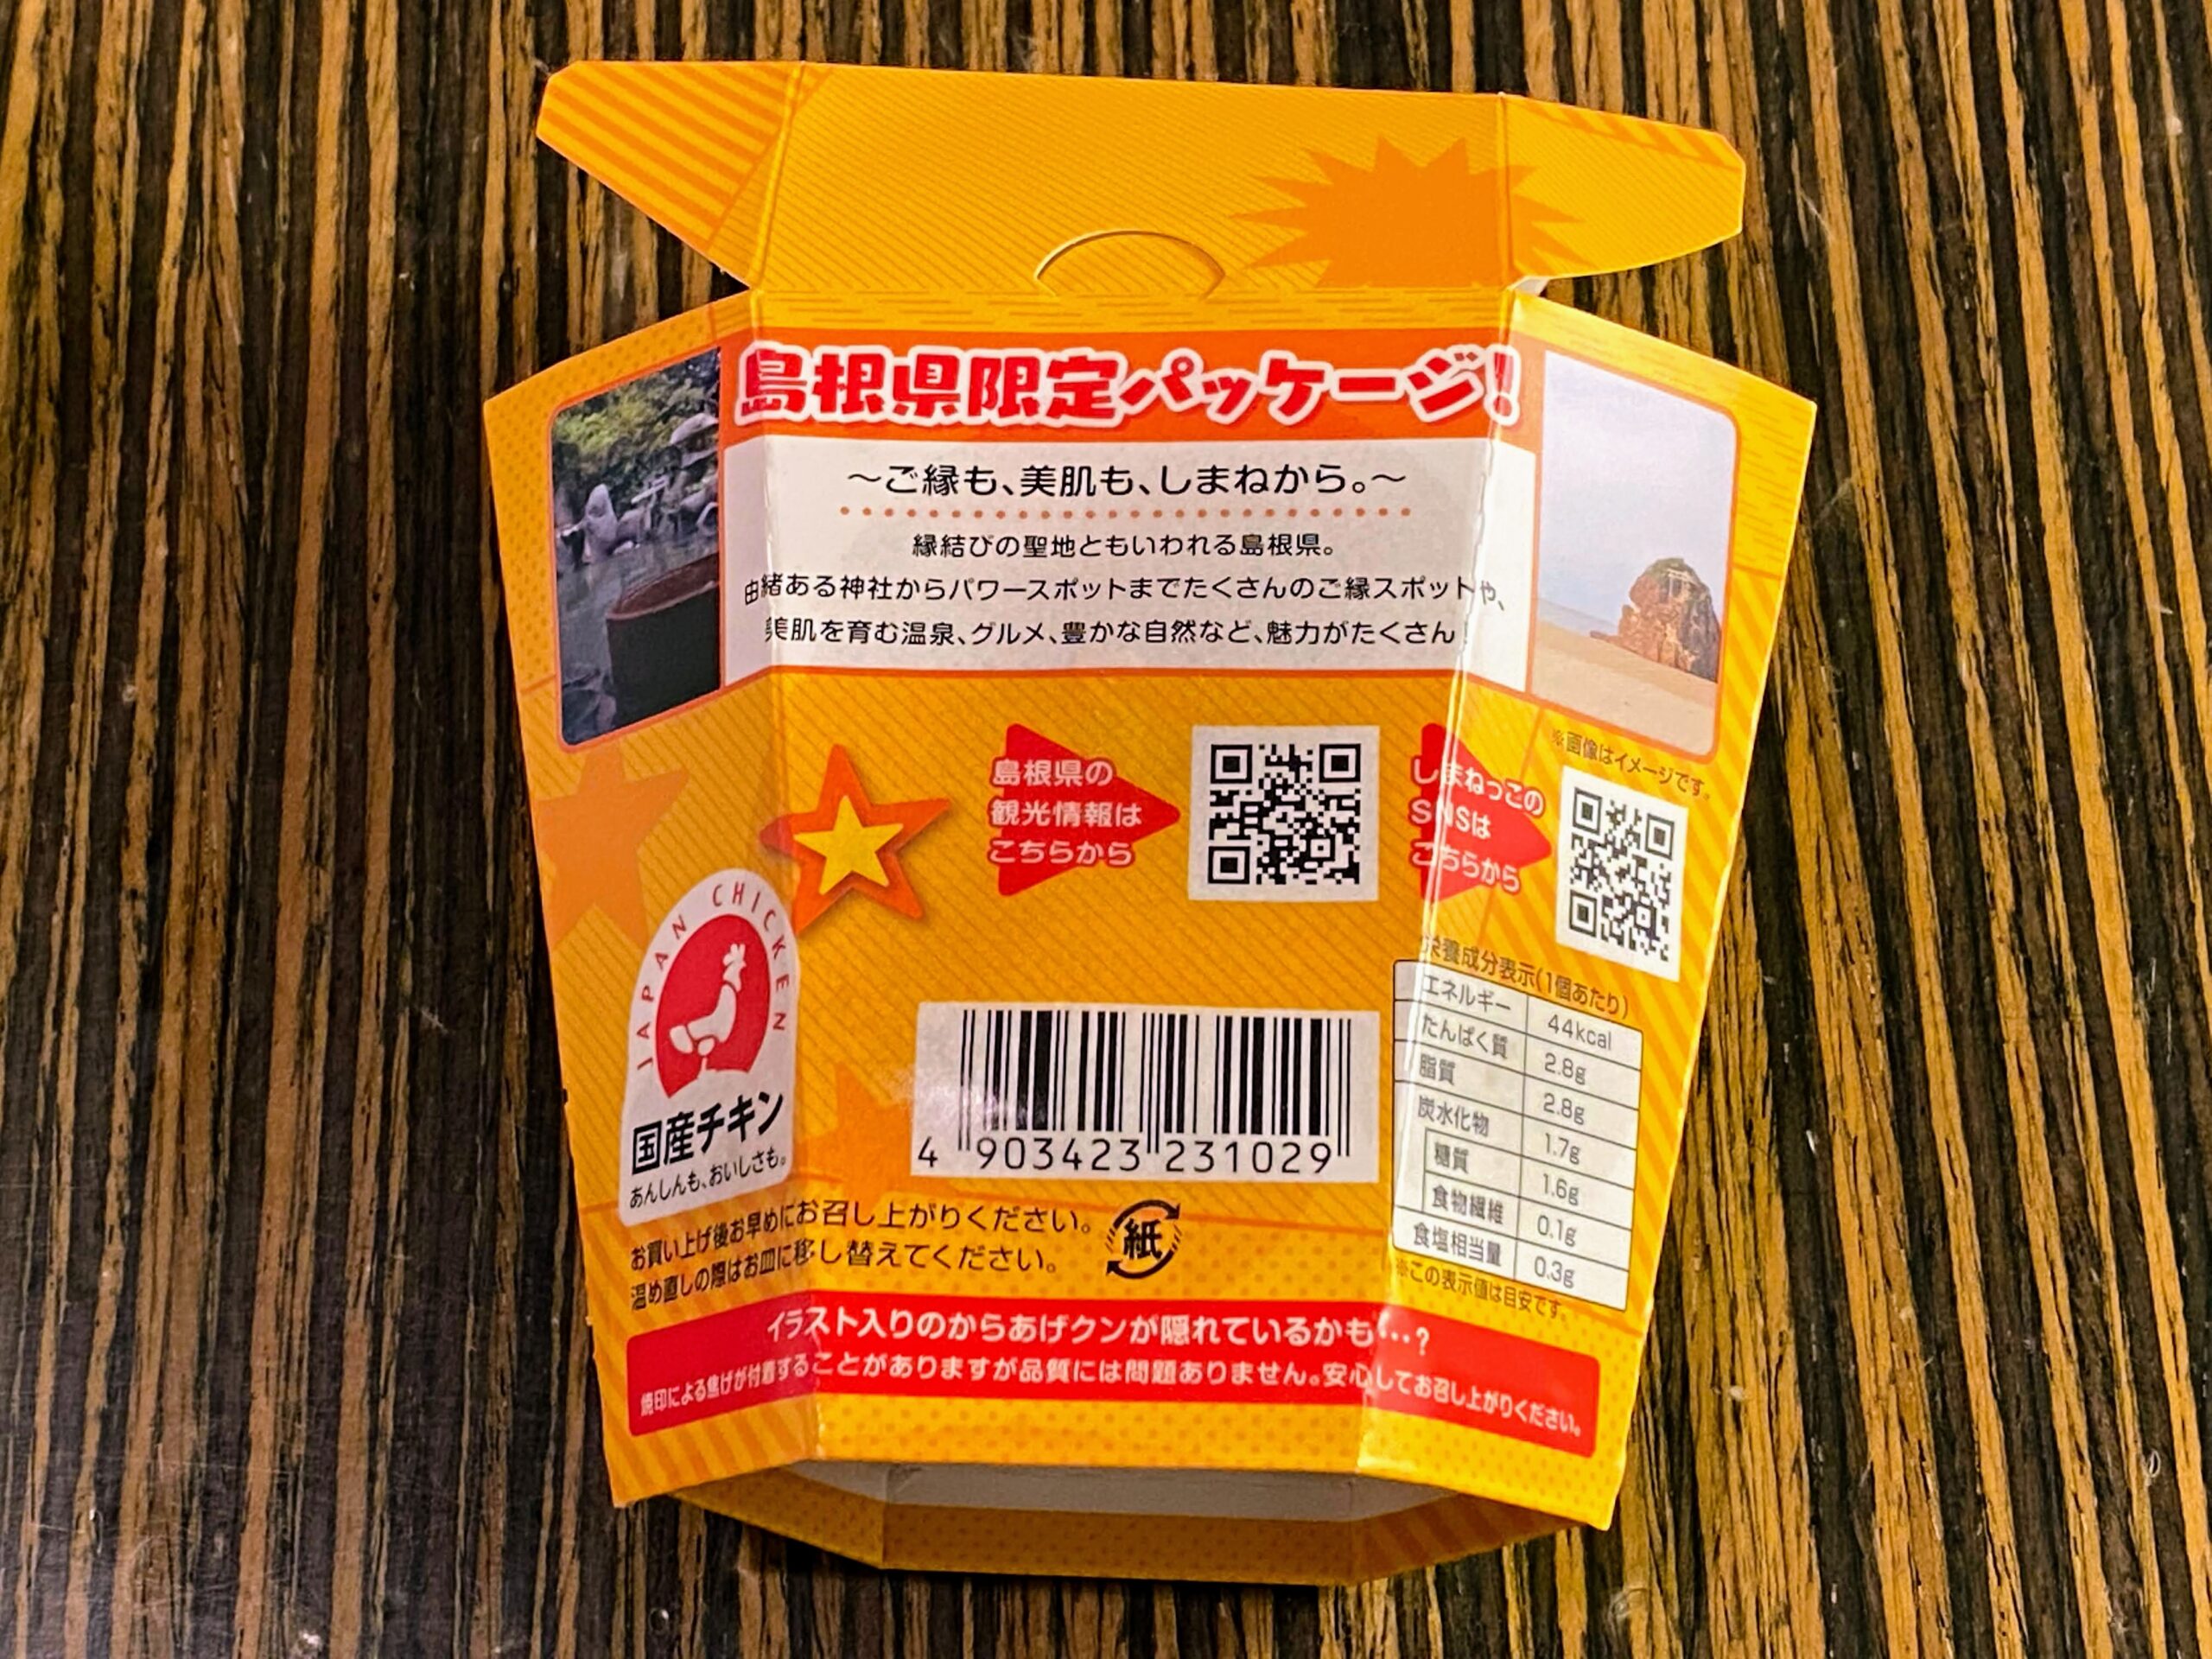 島根県限定パッケージ!
～ご縁も、美肌も、しまねから。～
縁結びの聖地ともいわれる島根県。
由緒ある神社からパワースポットまでたくさんのご縁スポットや、
美肌を育む温泉、グルメ、豊かな自然など、魅力がたくさん!
※画像はイメージです。
島根県の
観光情報は
こちらから
しまねっこの
SNSは
こちらから
JAPAN CHICKEN
国産チキン
あんしんも、おいしさも。
4 903423 231029
栄養成分表示(1個あたり)
エネルギー 44kcal
たんぱく質 2.8g
脂質 2.8g
炭水化物 1.7g
糖質 1.6g
食物繊維 0.1g
食塩相当量 0.3g
※この表示値は目安です。
お買い上げ後お早めにお召し上がりください。
温め直しの際はお皿に移し替えてください。
紙
イラスト入りのからあげクンが隠れているかも…?
焼印による焦げが付着することがありますが品質には問題ありません。安心してお召し上がりください。